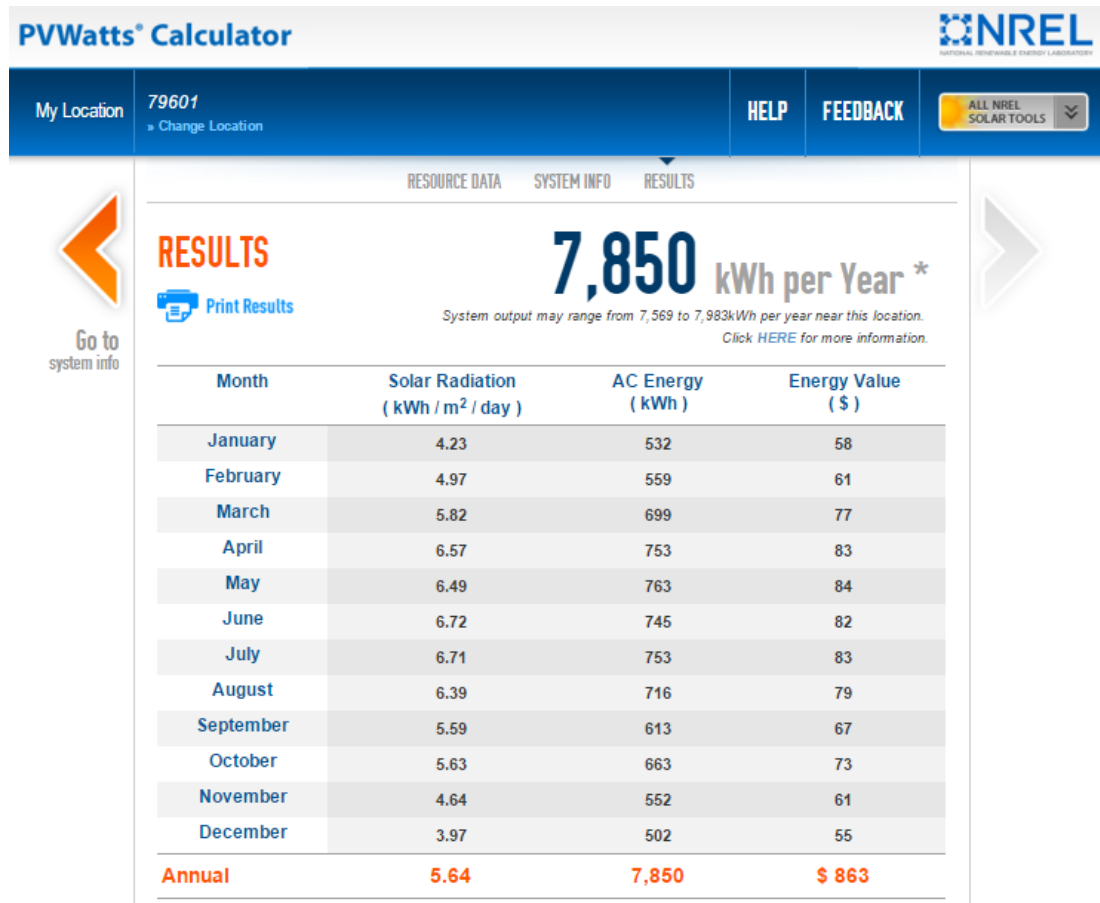 PVWatts® Calculator
NREL
NATIONAL RENEWABLE ENERGY LABORATORY
My Location
79601
» Change Location
HELP
FEEDBACK
ALL NREL
SOLAR TOOLS
RESOURCE DATA SYSTEM INFO RESULTS
Go to
system info
RESULTS
Print Results
7,850 kWh per Year *
System output may range from 7,569 to 7,983kWh per year near this location.
Click HERE for more information.
Month Solar Radiation AC Energy Energy Value
( kWh / m² / day ) ( kWh ) ( $ )
January 4.23 532 58
February 4.97 559 61
March 5.82 699 77
April 6.57 753 83
May 6.49 763 84
June 6.72 745 82
July 6.71 753 83
August 6.39 716 79
September 5.59 613 67
October 5.63 663 73
November 4.64 552 61
December 3.97 502 55
Annual 5.64 7,850 $ 863